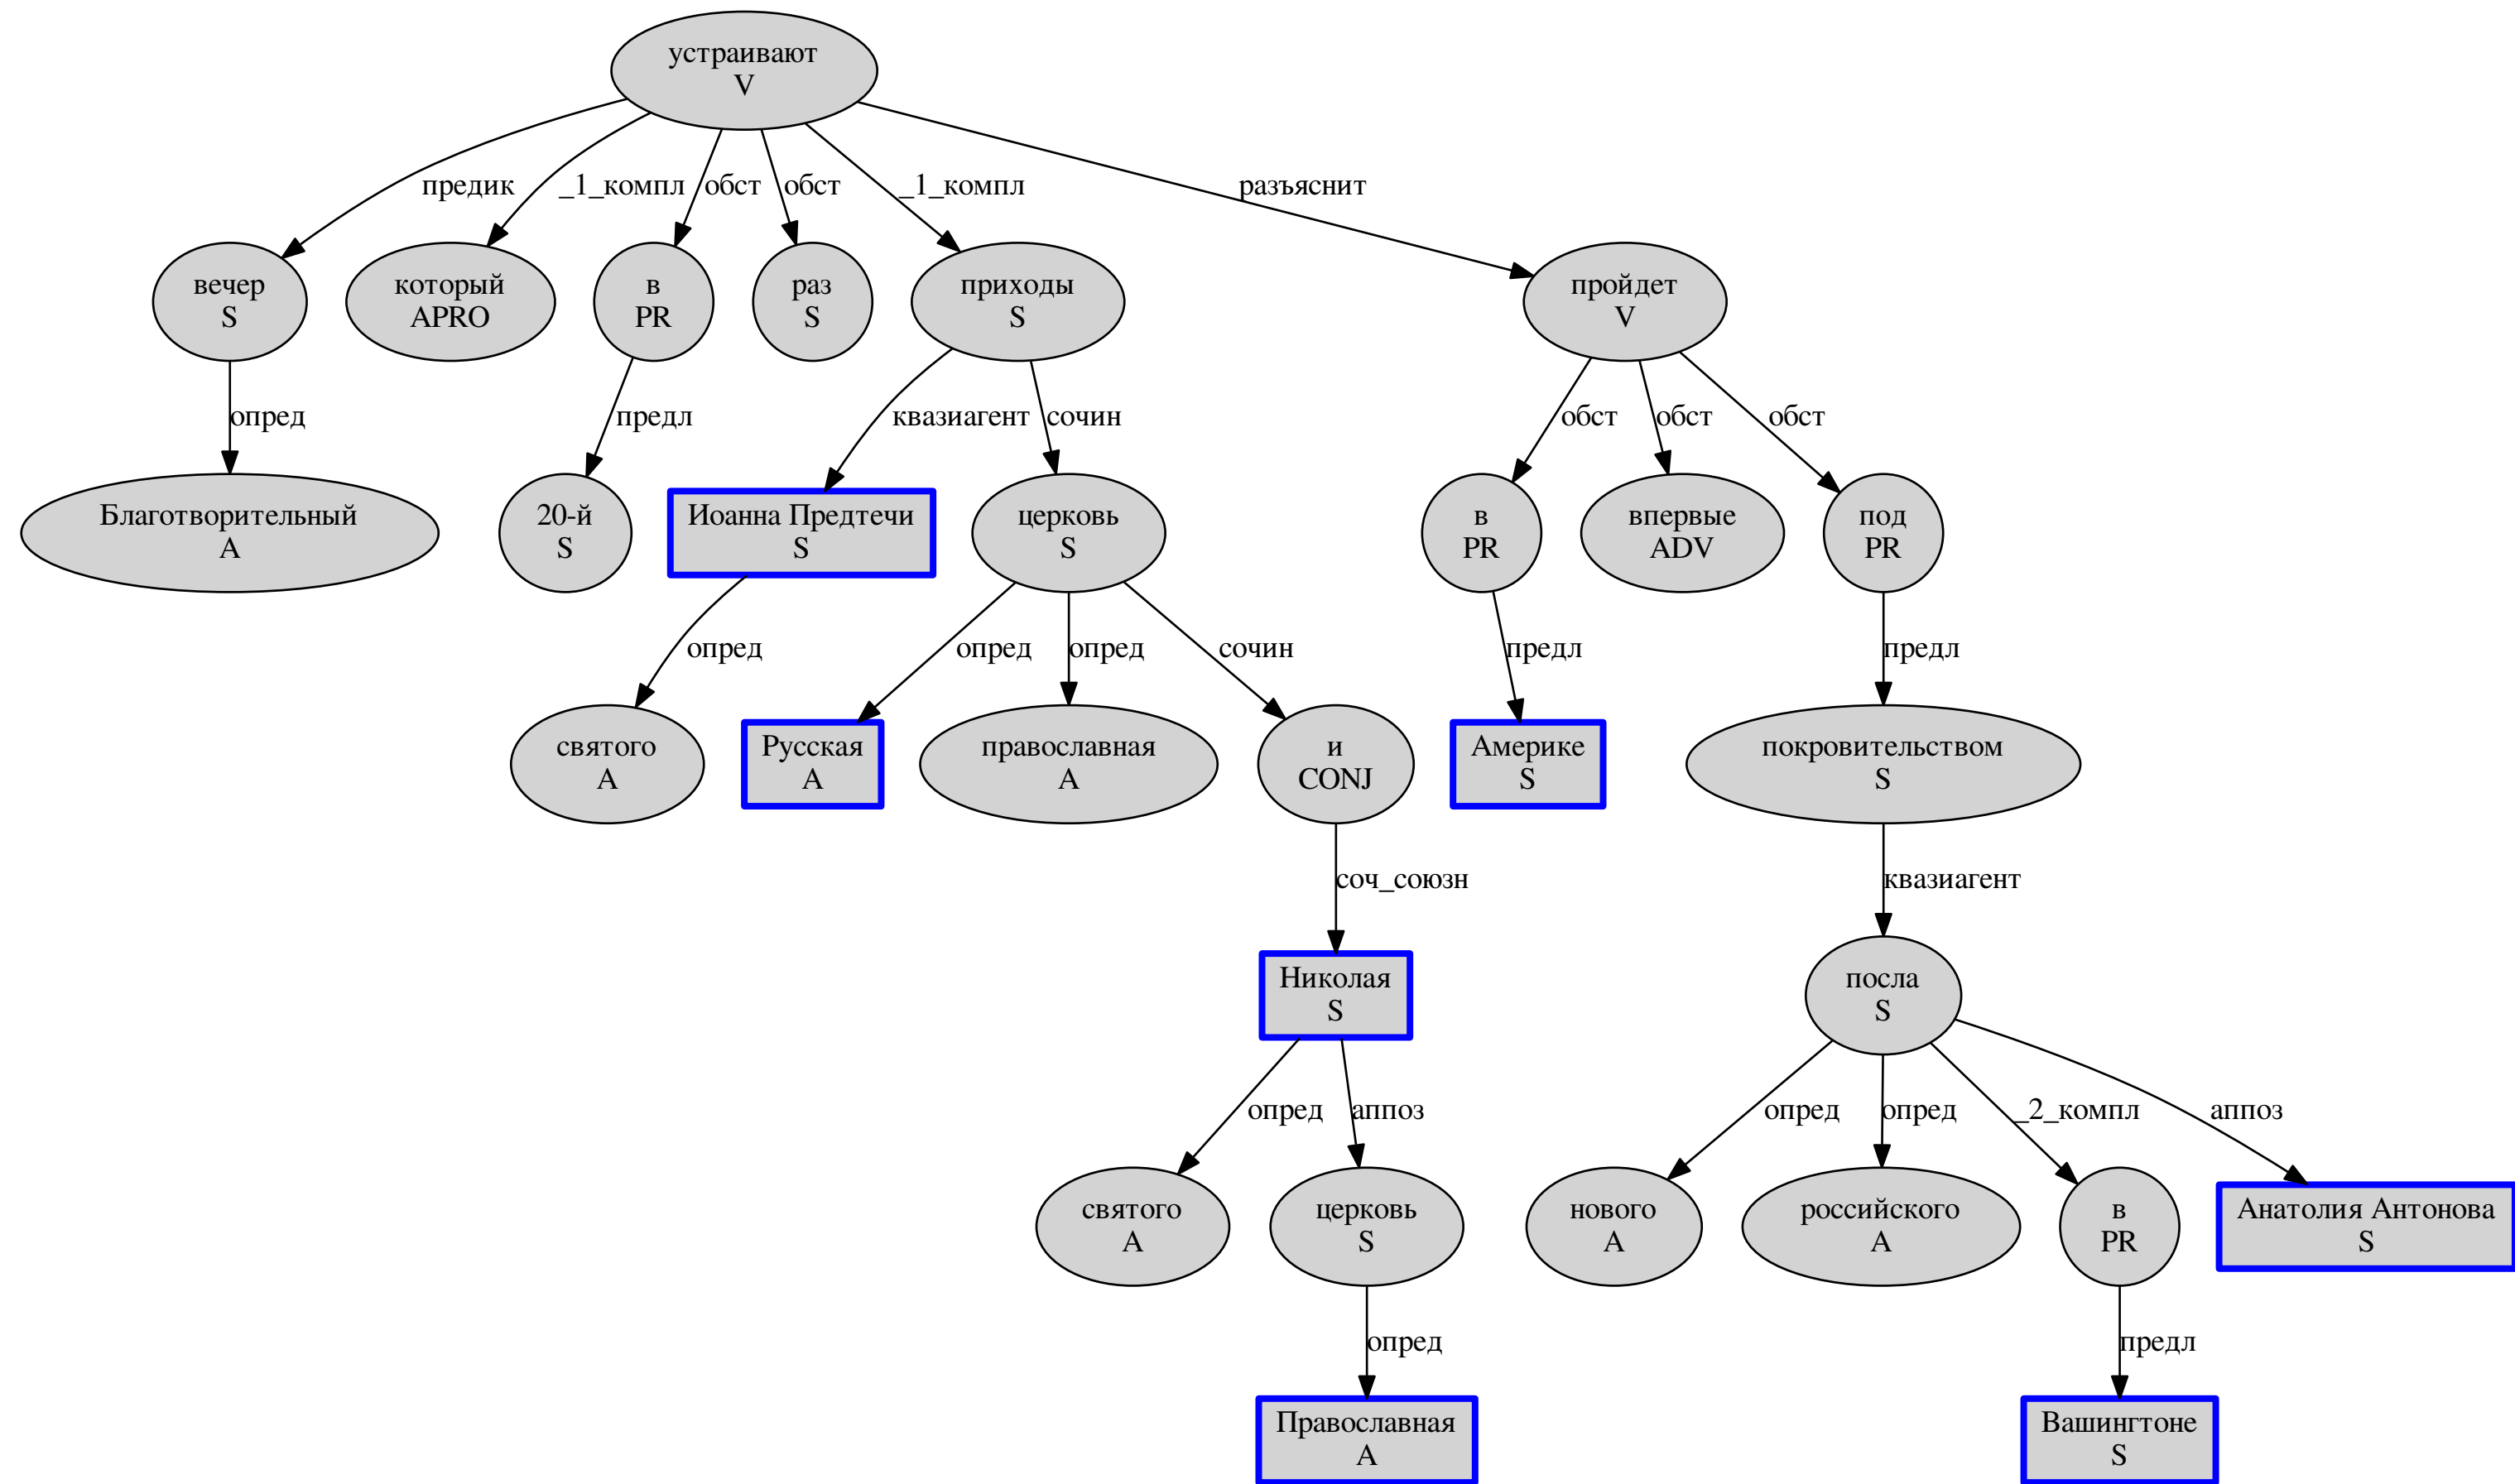 устраивают
V
предик
_1_компл
обст
обст
_1_компл
разъяснит
вечер
S
который
APRO
в
PR
раз
S
приходы
S
пройдет
V
опред
предл
квазиагент
сочин
обст
обст
обст
Благотворительный
A
20-й
S
Иоанна Предтечи
S
церковь
S
в
PR
впервые
ADV
под
PR
опред
опред
опред
сочин
предл
предл
святого
A
Русская
A
православная
A
и
CONJ
Америке
S
покровительством
S
соч_союзн
квазиагент
Николая
S
посла
S
опред
аппоз
опред
опред
_2_компл
аппоз
святого
A
церковь
S
нового
A
российского
A
в
PR
Анатолия Антонова
S
опред
предл
Православная
A
Вашингтоне
S